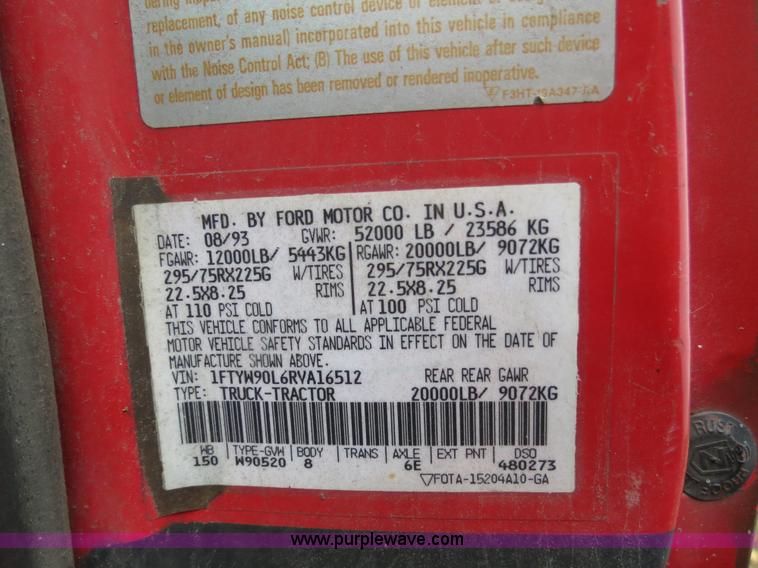 replacement, of any noise control device or element of
in the owner's manual) incorporated into this vehicle in compliance
with the Noise Control Act; (B) The use of this vehicle after such device
or element of design has been removed or rendered inoperative.
MFD. BY FORD MOTOR CO. IN U.S.A.
DATE: 08/93 GVWR: 52000 LB / 23586 KG
FGAWR: 12000LB/ 5443KG RGAWR: 20000LB/ 9072KG
295/75RX225G W/TIRES 295/75RX225G W/TIRES
22.5X8.25 RIMS 22.5X8.25 RIMS
AT 110 PSI COLD AT 100 PSI COLD
THIS VEHICLE CONFORMS TO ALL APPLICABLE FEDERAL
MOTOR VEHICLE SAFETY STANDARDS IN EFFECT ON THE DATE OF
MANUFACTURE SHOWN ABOVE.
VIN: 1FTYW90L6RVA16512 REAR REAR GAWR
TYPE: TRUCK-TRACTOR 20000LB/ 9072KG
WB TYPE-GVW BODY TRANS AXLE EXT PNT DSO
150 W90520 8 6E 480273
FOTA-15204A10-GA
RUSH
www.purplewave.com